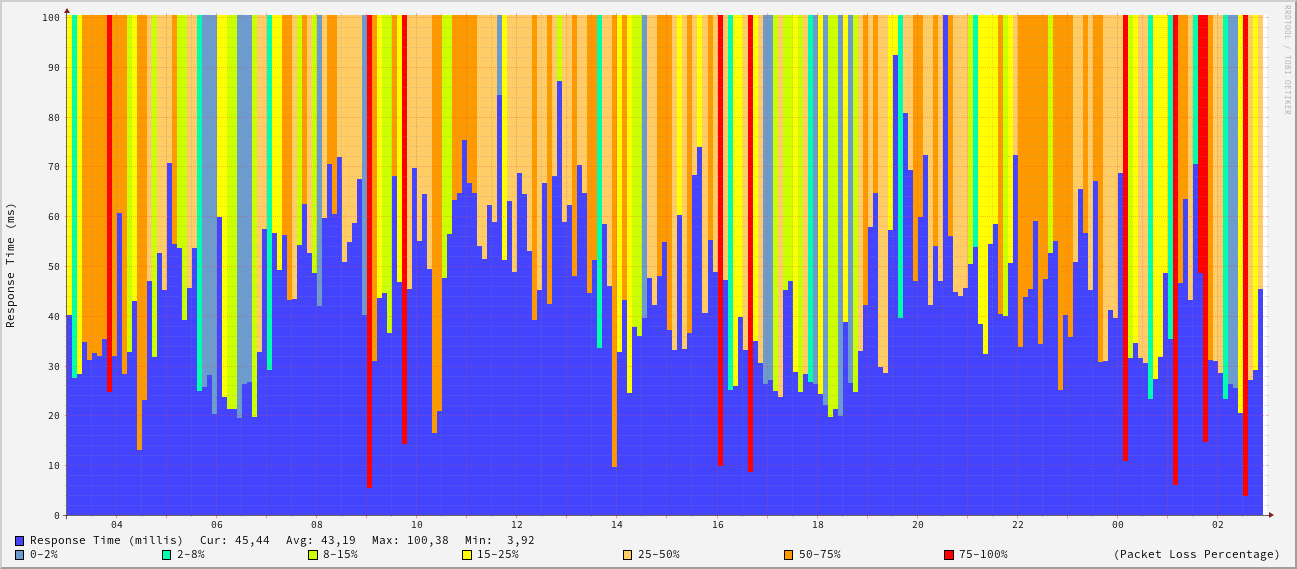 RRDTOOL / TOBI OETIKER
Response Time (ms)
100
90
80
70
60
50
40
30
20
10
0
04 06 08 10 12 14 16 18 20 22 00 02
Response Time (millis) Cur: 45,44 Avg: 43,19 Max: 100,38 Min: 3,92
0-2% 2-8% 8-15% 15-25% 25-50% 50-75% 75-100% (Packet Loss Percentage)